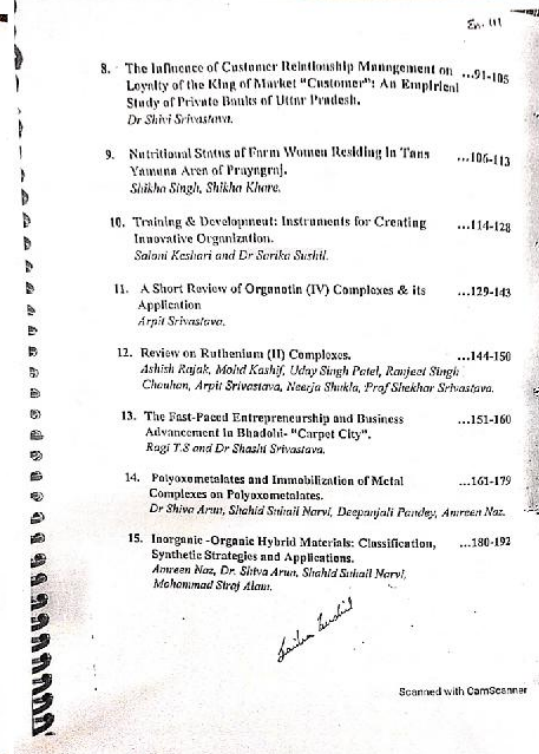 En. 111
8. The Influence of Customer Relationship Management on ...91-105
Loyalty of the King of Market "Customer": An Empirical
Study of Private Banks of Uttar Pradesh.
Dr Shivi Srivastava.
9. Nutritional Status of Farm Women Residing in Tans ...106-113
Yamuna Area of Prayagraj.
Shikha Singh, Shikha Khare.
10. Training & Development: Instruments for Creating ...114-128
Innovative Organization.
Saloni Keshari and Dr Sarika Sushil.
11. A Short Review of Organotin (IV) Complexes & its ...129-143
Application
Arpit Srivastava.
12. Review on Ruthenium (II) Complexes. ...144-150
Ashish Rajak, Mohd Kashif, Uday Singh Patel, Ranjeet Singh
Chouhan, Arpit Srivastava, Neerja Shukla, Prof Shekhar Srivastava.
13. The Fast-Paced Entrepreneurship and Business ...151-160
Advancement in Bhadohi- "Carpet City".
Ragi T.S and Dr Shashi Srivastava.
14. Polyoxometalates and Immobilization of Metal ...161-179
Complexes on Polyoxometalates.
Dr Shiva Arun, Shahid Suhail Narvi, Deepanjali Pandey, Amreen Naz.
15. Inorganic -Organic Hybrid Materials: Classification, ...180-192
Synthetic Strategies and Applications.
Amreen Naz, Dr. Shiva Arun, Shahid Suhail Narvi,
Mohammad Siraj Alam.
Scanned with CamScanner